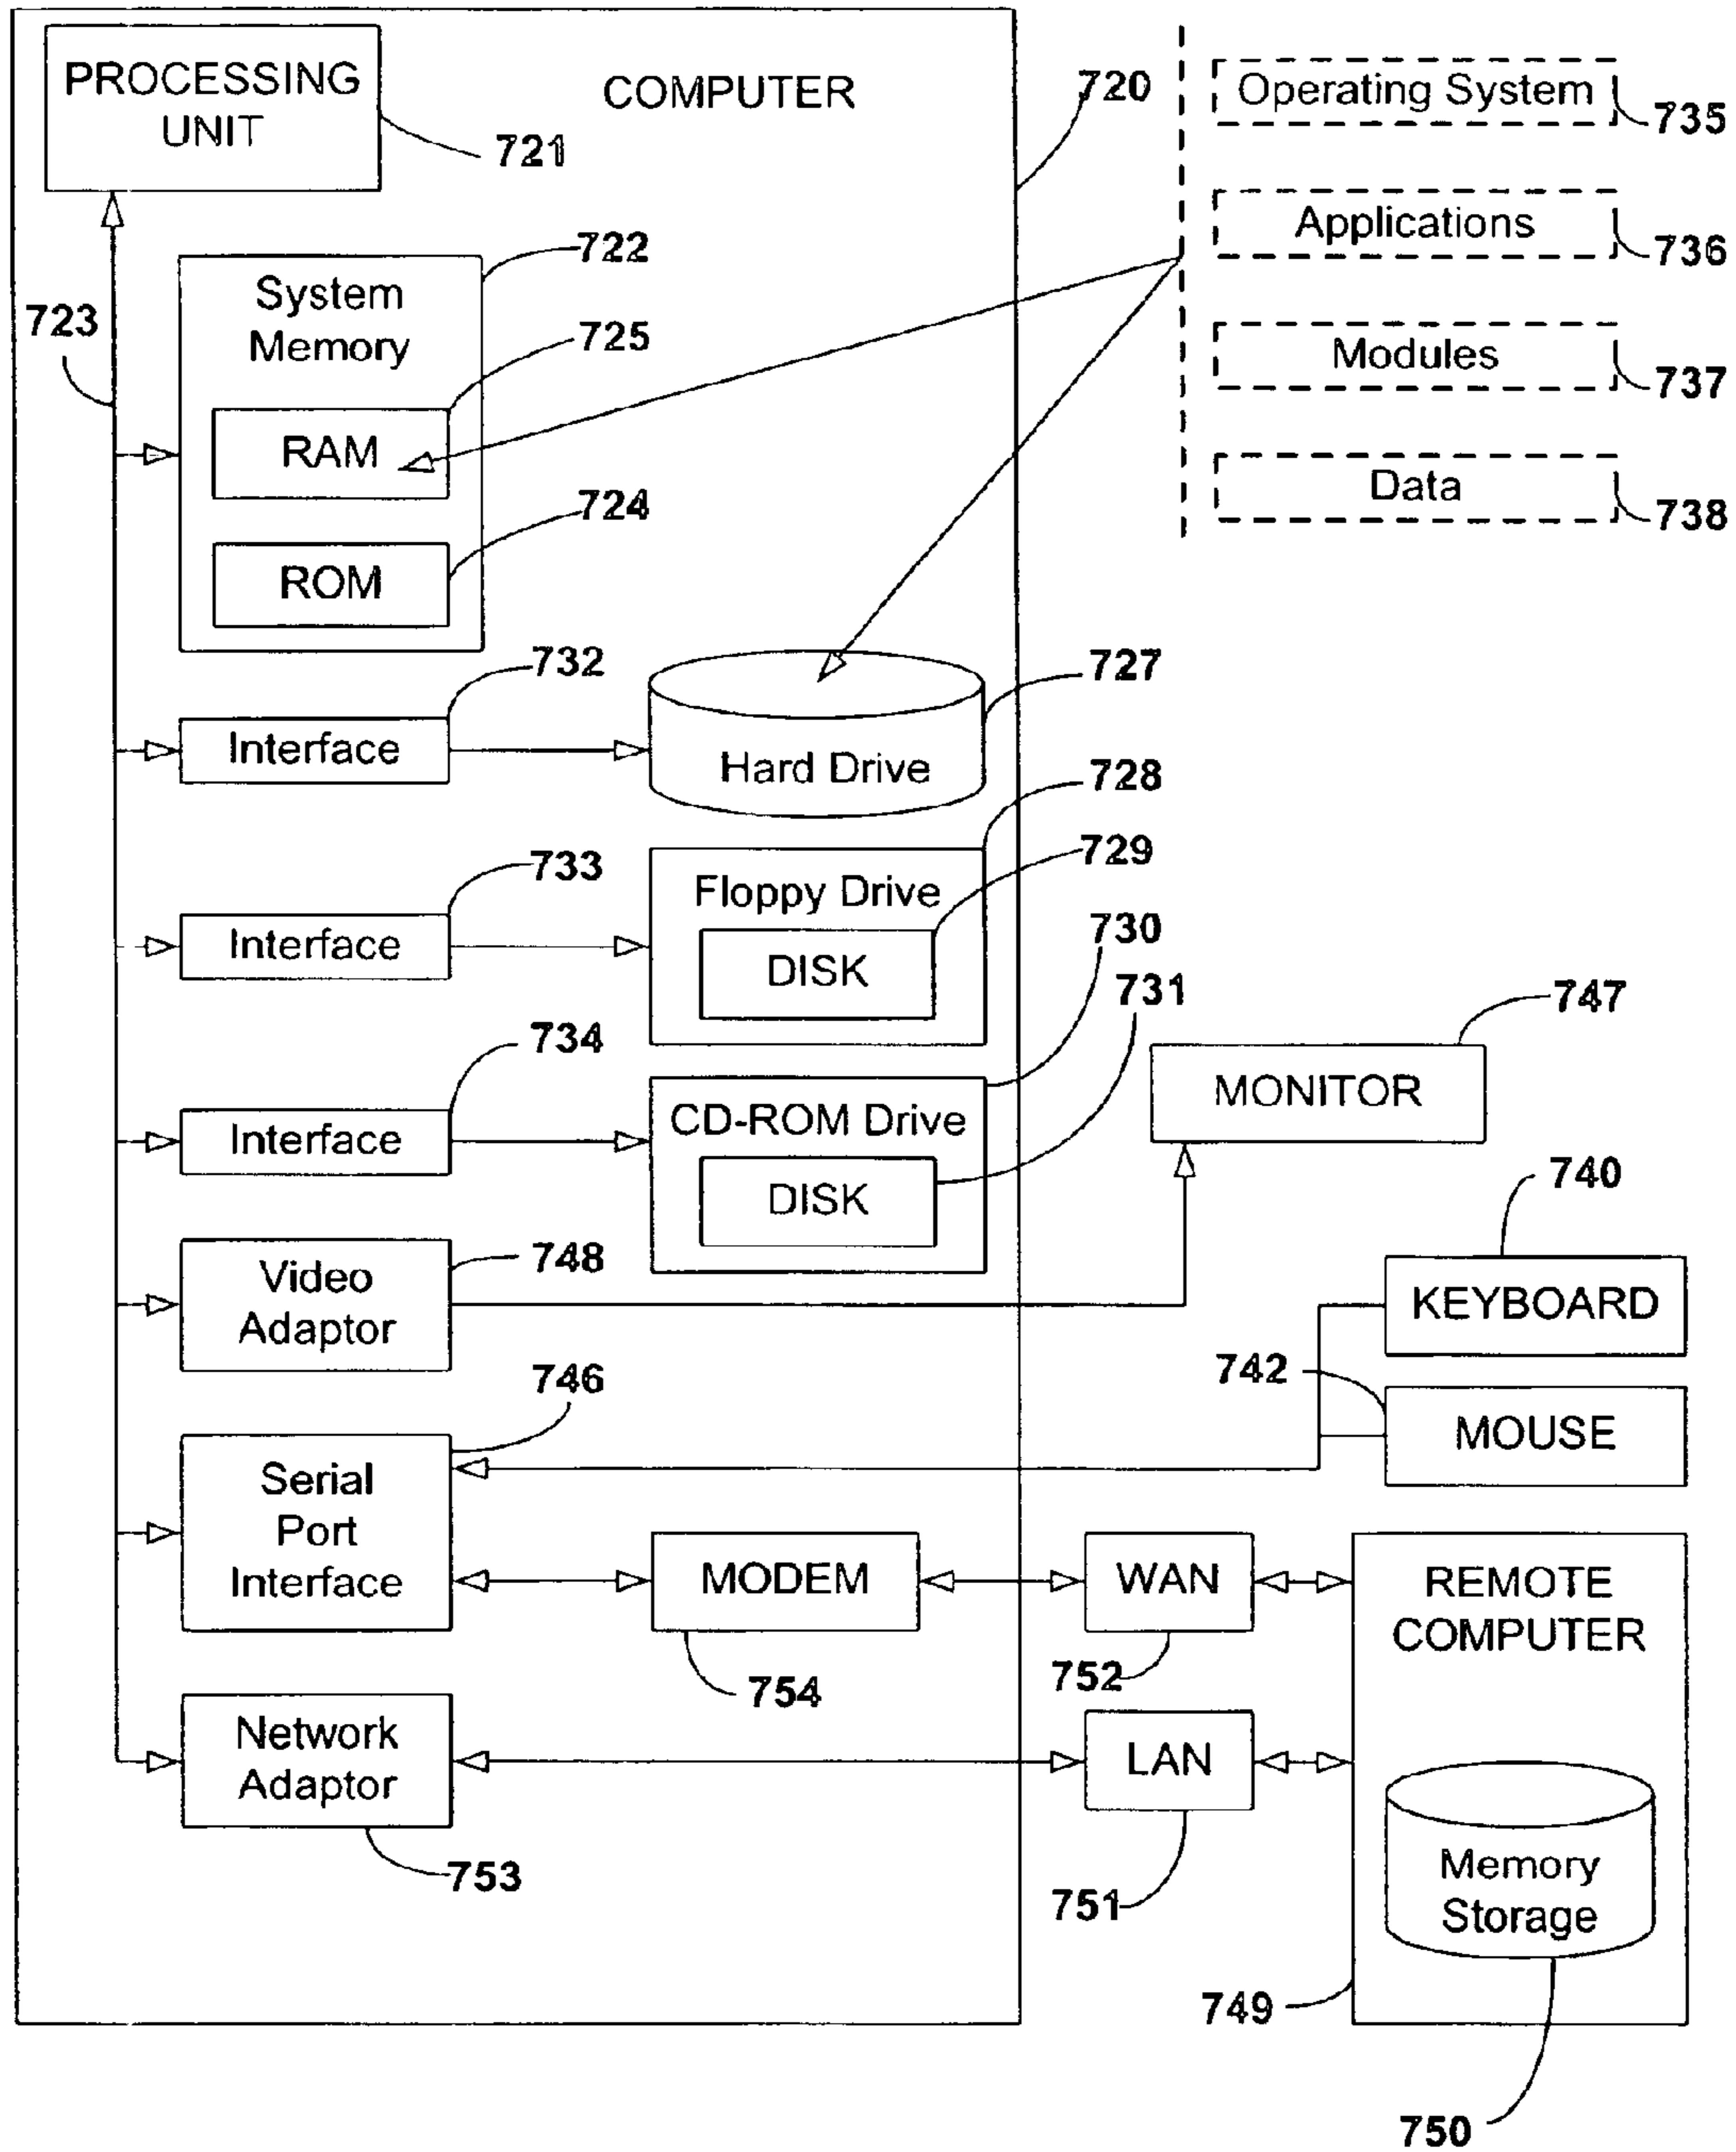 PROCESSING
UNIT
721
COMPUTER
720
Operating System
735
Applications
736
Modules
737
Data
738
723
722
System
Memory
725
RAM
724
ROM
732
Interface
727
Hard Drive
733
Interface
728
729
Floppy Drive
DISK
734
Interface
730
731
CD-ROM Drive
DISK
747
MONITOR
748
Video
Adaptor
740
KEYBOARD
742
MOUSE
746
Serial
Port
Interface
MODEM
754
WAN
752
REMOTE
COMPUTER
Network
Adaptor
753
LAN
751
Memory
Storage
749
750